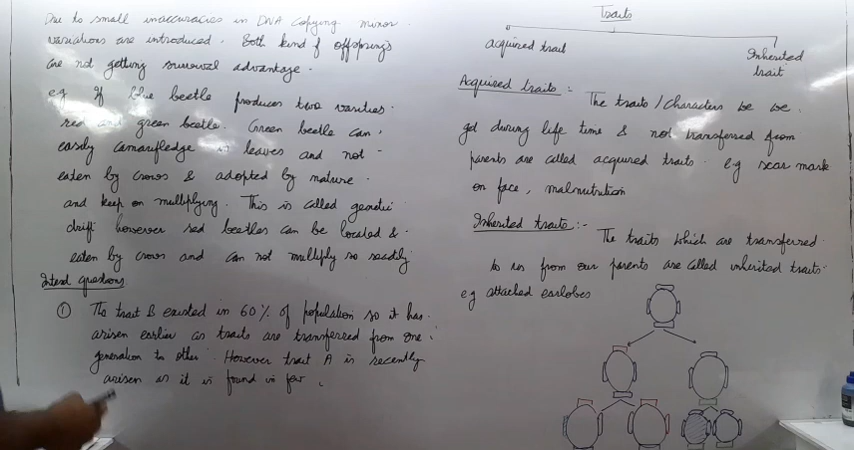 Due to small inaccuracies in DNA copying minor
variations are introduced. Both kind of offsprings
are not getting survival advantage.
eg If blue beetle produces two varities.
red and green beetle. Green beetle can
easily camoufledge in leaves and not
eaten by crows & adopted by nature.
and keep on multiplying. This is called genetic
drift however red beetles can be located &
eaten by crows and can not multiply so readily
Intext questions
① The trait B existed in 60% of population so it has
arisen earlier as traits are transferred from one
generation to other. However trait A is recently
arisen as it is found in few.
Traits
acquired trait
Inherited
trait
Acquired traits :
The traits / characters we we
get during life time & not transferred from
parents are called acquired traits. eg scar mark
on face, malnutrition
Inherited traits :-
The traits which are transferred
to us from our parents are called inherited traits.
eg attached earlobes